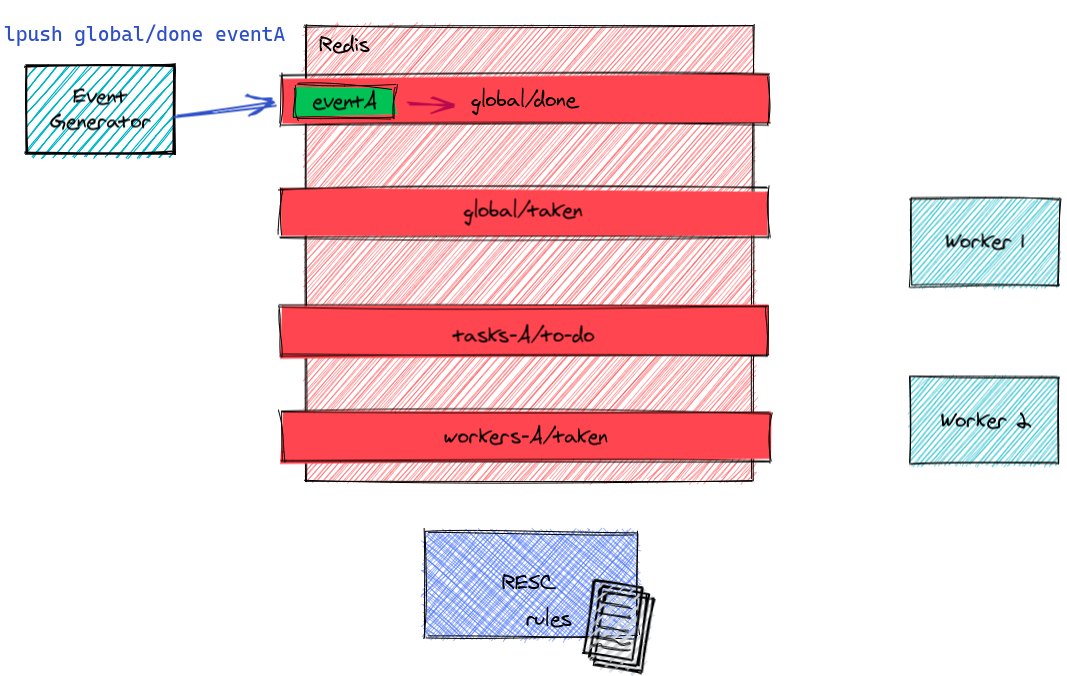 lpush global/done eventA
Redis
Event
Generator
eventA
global/done
global/taken
Worker 1
tasks-A/to-do
Worker 2
workers-A/taken
RESC
rules